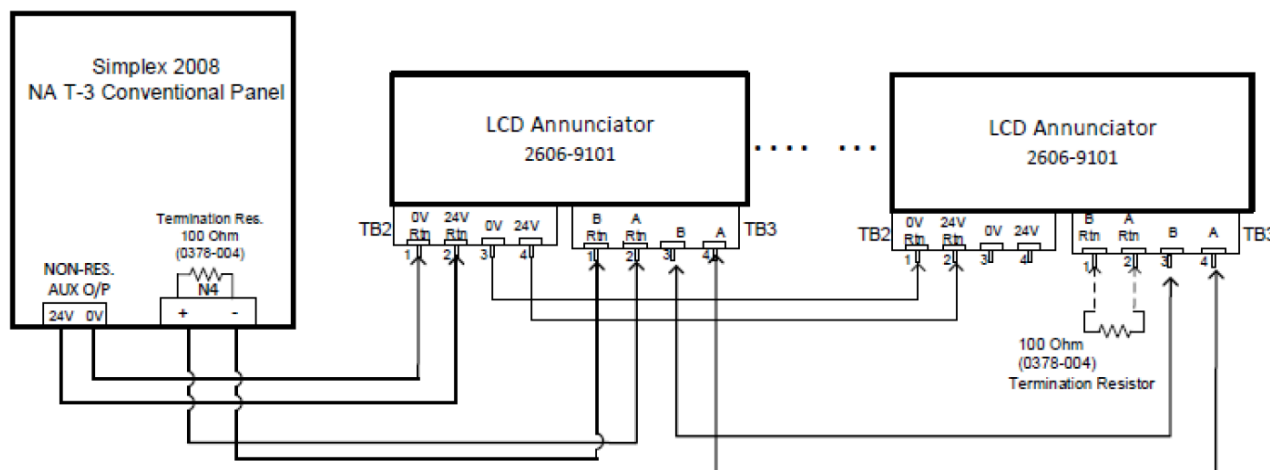 Simplex 2008
NA T-3 Conventional Panel
Termination Res.
100 Ohm
(0378-004)
N4
NON-RES.
AUX O/P
24V 0V
+ -
LCD Annunciator
2606-9101
TB2
0V 24V
Rtn Rtn 0V 24V
1 2 3 4
B A
Rtn Rtn B A
1 2 3 4
TB3
.... ...
LCD Annunciator
2606-9101
TB2
0V 24V
Rtn Rtn 0V 24V
1 2 3 4
B A
Rtn Rtn B A
1 2 3 4
TB3
100 Ohm
(0378-004)
Termination Resistor